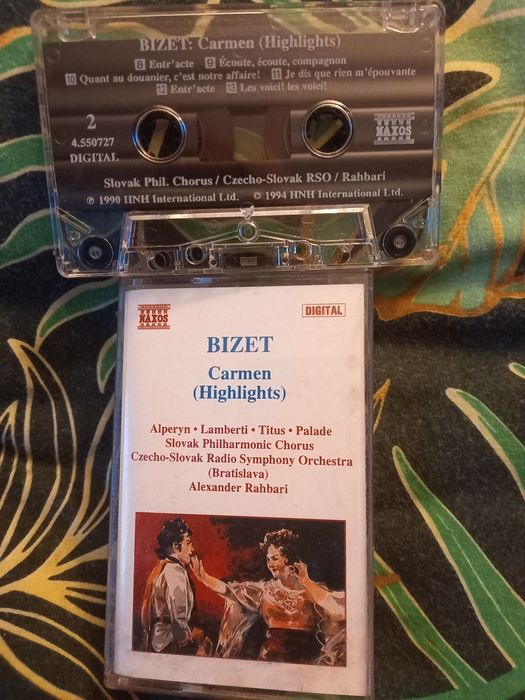 BIZET: Carmen (Highlights)
8 Entr'acte 9 Écoute, écoute, compagnon
10 Quant au douanier, c'est notre affaire! 11 Je dis que rien m'épouvante
12 Entr'acte 13 Les voici! les voici!
2
4.550727
DIGITAL
NAXOS
Slovak Phil. Chorus / Czecho-Slovak RSO / Rahbari
℗ 1990 HNH International Ltd. © 1994 HNH International Ltd.
NAXOS
DIGITAL
BIZET
Carmen
(Highlights)
Alperyn • Lamberti • Titus • Palade
Slovak Philharmonic Chorus
Czecho-Slovak Radio Symphony Orchestra
(Bratislava)
Alexander Rahbari